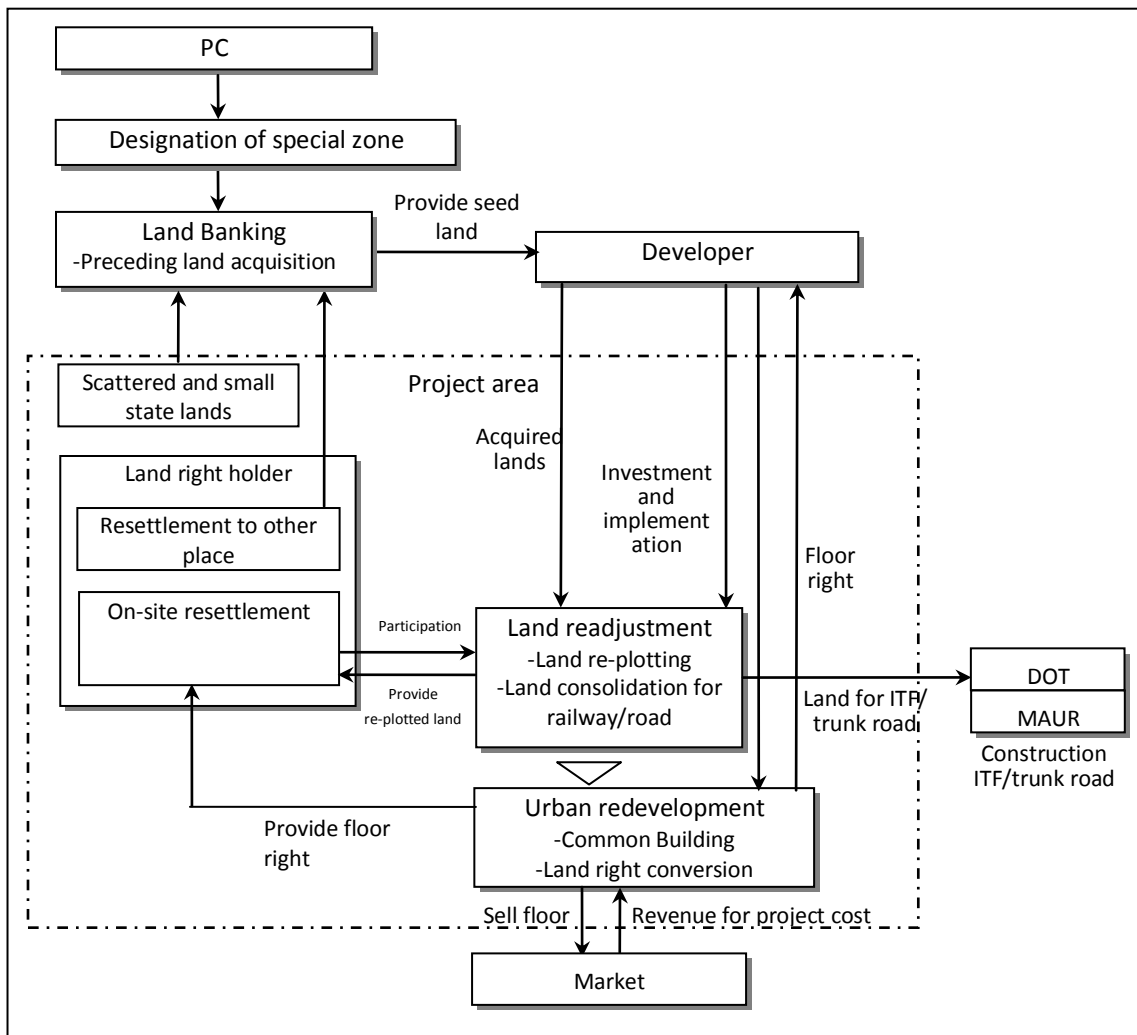 PC
Designation of special zone
Land Banking
-Preceding land acquisition
Provide seed
land
Developer
Scattered and small
state lands
Project area
Acquired
lands
Investment
and
implement
ation
Floor
right
Land right holder
Resettlement to other
place
On-site resettlement
Participation
Provide
re-plotted land
Land readjustment
-Land re-plotting
-Land consolidation for
railway/road
Land for ITF/
trunk road
DOT
MAUR
Construction
ITF/trunk road
Provide floor
right
Urban redevelopment
-Common Building
-Land right conversion
Sell floor
Revenue for project cost
Market